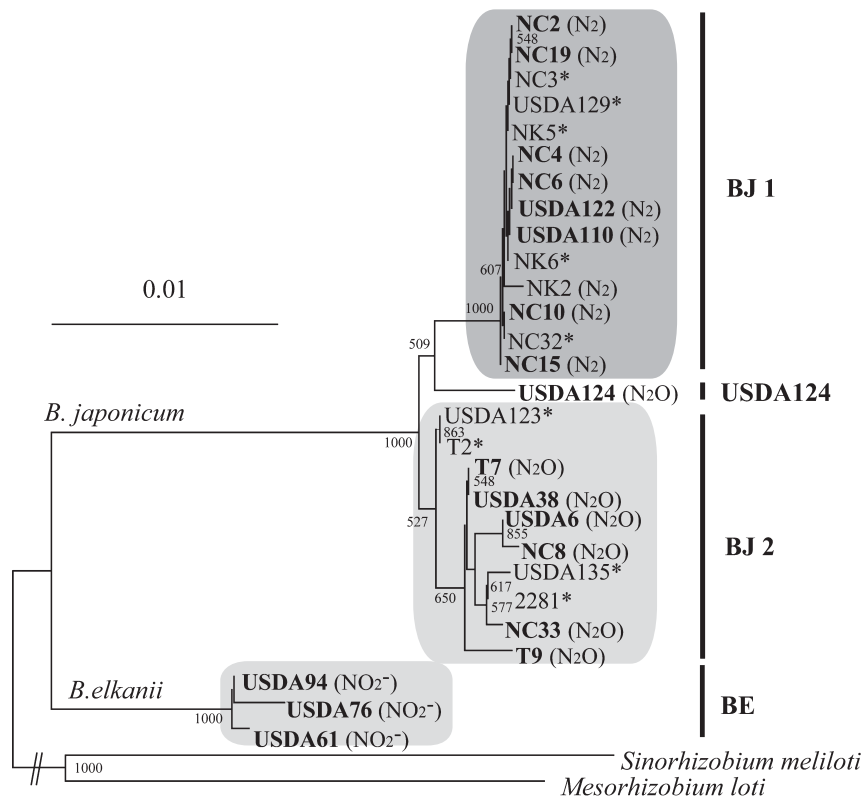 NC2 (N2)
548
NC19 (N2)
NC3*
USDA129*
NK5*
NC4 (N2)
NC6 (N2)
BJ 1
USDA122 (N2)
USDA110 (N2)
NK6*
607
NK2 (N2)
0.01
1000
NC10 (N2)
NC32*
509
NC15 (N2)
USDA124 (N2O)
USDA124
B. japonicum
USDA123*
863
1000
T2*
T7 (N2O)
548
USDA38 (N2O)
527
USDA6 (N2O)
855
NC8 (N2O)
BJ 2
USDA135*
617
650
577 2281*
NC33 (N2O)
T9 (N2O)
B.elkanii
USDA94 (NO2-)
USDA76 (NO2-)
BE
1000
USDA61 (NO2-)
Sinorhizobium meliloti
1000
Mesorhizobium loti